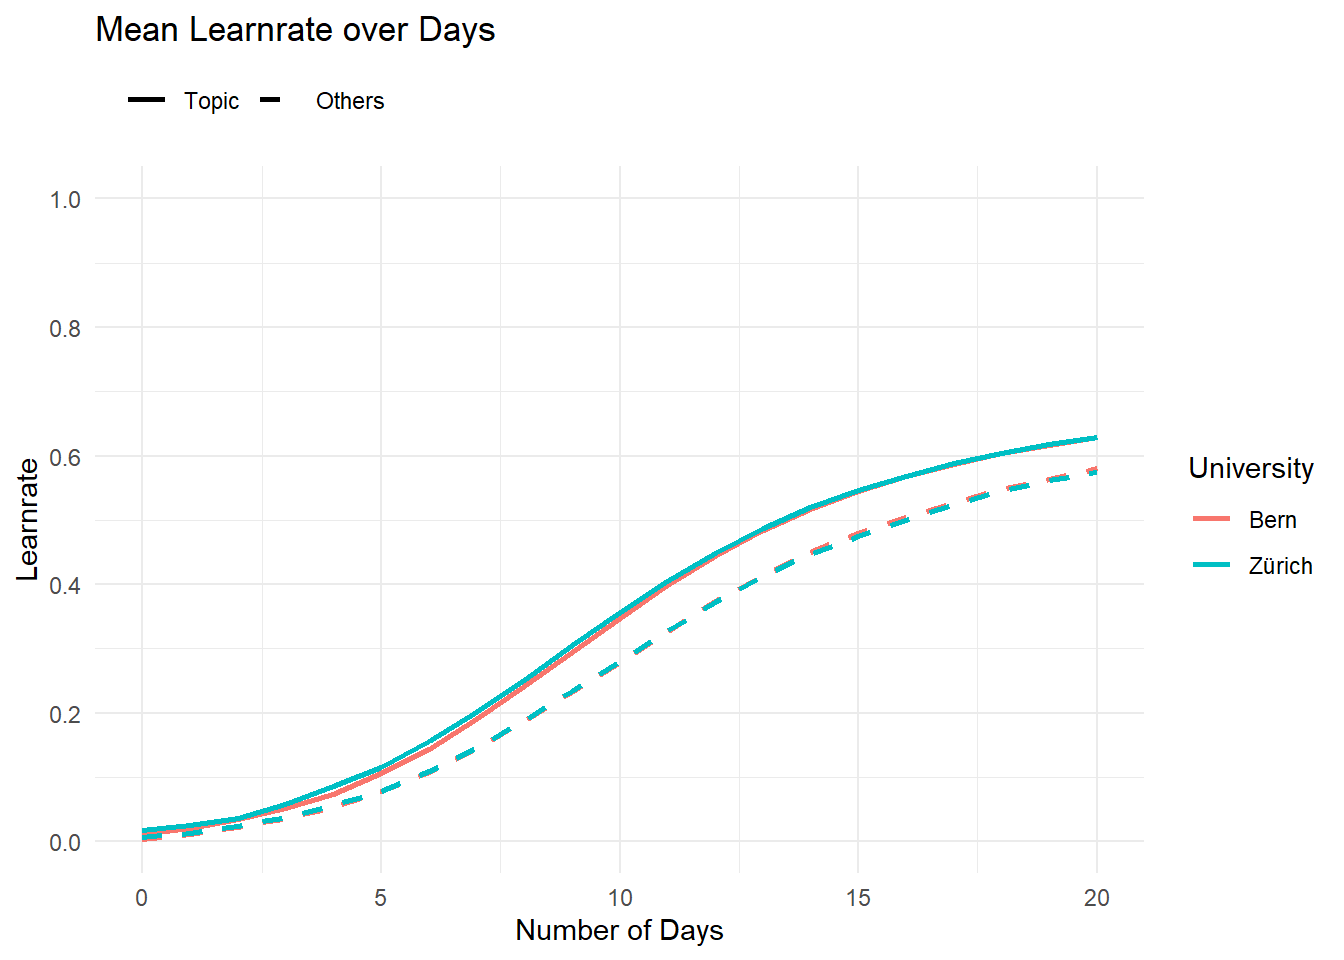 Mean Learnrate over Days
Topic Others
1.0
0.8
0.6
0.4
0.2
0.0
Learnrate
0 5 10 15 20
Number of Days
University
Bern
Zürich